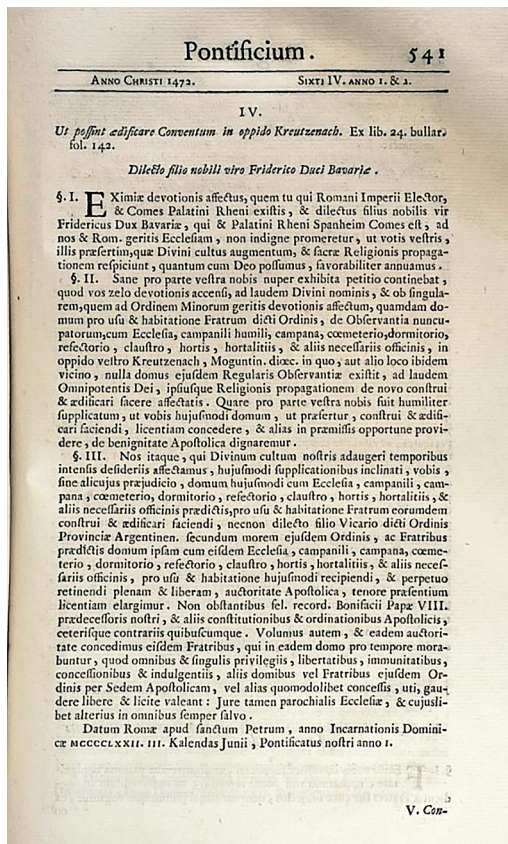 Pontificium. 541
ANNO CHRISTI 1472. SIXTI IV. ANNO 1. & 2.
IV.
Ut possint ædificare Conventum in oppido Kreutzenach. Ex lib. 24. bullar.
fol. 142.
Dilecto filio nobili viro Friderico Duci Bavariæ.
§. I. EXimiæ devotionis affectus, quem tu qui Romani Imperii Elector,
& Comes Palatini Rheni existis, & dilectus filius nobilis vir
Fridericus Dux Bavariæ, qui & Palatini Rheni Spanheim Comes est, ad
nos & Rom. geritis Ecclesiam, non indigne promeretur, ut votis vestris,
illis præsertim, quæ Divini cultus augmentum, & sacræ Religionis propaga-
tionem respiciunt, quantum cum Deo possumus, favorabiliter annuamus.
§. II. Sane pro parte vestra nobis nuper exhibita petitio continebat,
quod vos zelo devotionis accensi, ad laudem Divini nominis, & ob singula-
rem, quem ad Ordinem Minorum geritis devotionis affectum, quamdam do-
mum pro usu & habitatione Fratrum dicti Ordinis, de Observantia nuncu-
patorum, cum Ecclesia, campanili humili, campana, cœmeterio, dormitorio,
refectorio, claustro, hortis, hortalitiis, & aliis necessariis officinis, in
oppido vestro Kreutzenach, Moguntin. diœc. in quo, aut alio loco ibidem
vicino, nulla domus ejusdem Regularis Observantiæ existit, ad laudem
Omnipotentis Dei, ipsiusque Religionis propagationem de novo construi
& ædificari facere affectatis. Quare pro parte vestra nobis suit humiliter
supplicatum, ut vobis hujusmodi domum, ut præfertur, construi & ædifi-
cari faciendi, licentiam concedere, & alias in præmissis opportune provi-
dere, de benignitate Apostolica dignaremur.
§. III. Nos itaque, qui Divinum cultum nostris adaugeri temporibus
intensis desideriis affectamus, hujusmodi supplicationibus inclinati, vobis,
sine alicujus præjudicio, domum hujusmodi cum Ecclesia, campanili, cam-
pana, cœmeterio, dormitorio, refectorio, claustro, hortis, hortalitiis, &
aliis necessariis officinis prædictis, pro usu & habitatione Fratrum eorumdem
construi & ædificari faciendi, necnon dilecto filio Vicario dicti Ordinis
Provinciæ Argentinen. secundum morem ejusdem Ordinis, ac Fratribus
prædictis domum ipsam cum eisdem Ecclesia, campanili, campana, cœme-
terio, dormitorio, refectorio, claustro, hortis, hortalitiis, & aliis neces-
sariis officinis, pro usu & habitatione hujusmodi recipiendi, & perpetuo
retinendi plenam & liberam, auctoritate Apostolica, tenore præsentium
licentiam elargimur. Non obstantibus fel. record. Bonifacii Papæ VIII.
prædecessoris nostri, & aliis constitutionibus & ordinationibus Apostolicis,
ceterisque contrariis quibuscumque. Volumus autem, & eadem auctori-
tate concedimus eisdem Fratribus, qui in eadem domo pro tempore mora-
buntur, quod omnibus & singulis privilegiis, libertatibus, immunitatibus,
concessionibus & indulgentiis, aliis domibus vel Fratribus ejusdem Or-
dinis per Sedem Apostolicam, vel alias quomodolibet concessis, uti, gau-
dere libere & licite valeant: Jure tamen parochialis Ecclesiæ, & cujusli-
bet alterius in omnibus semper salvo.
Datum Romæ apud sanctum Petrum, anno Incarnationis Domini-
cæ MCCCCLXXII. III. Kalendas Junii, Pontificatus nostri anno I.
V. Con-